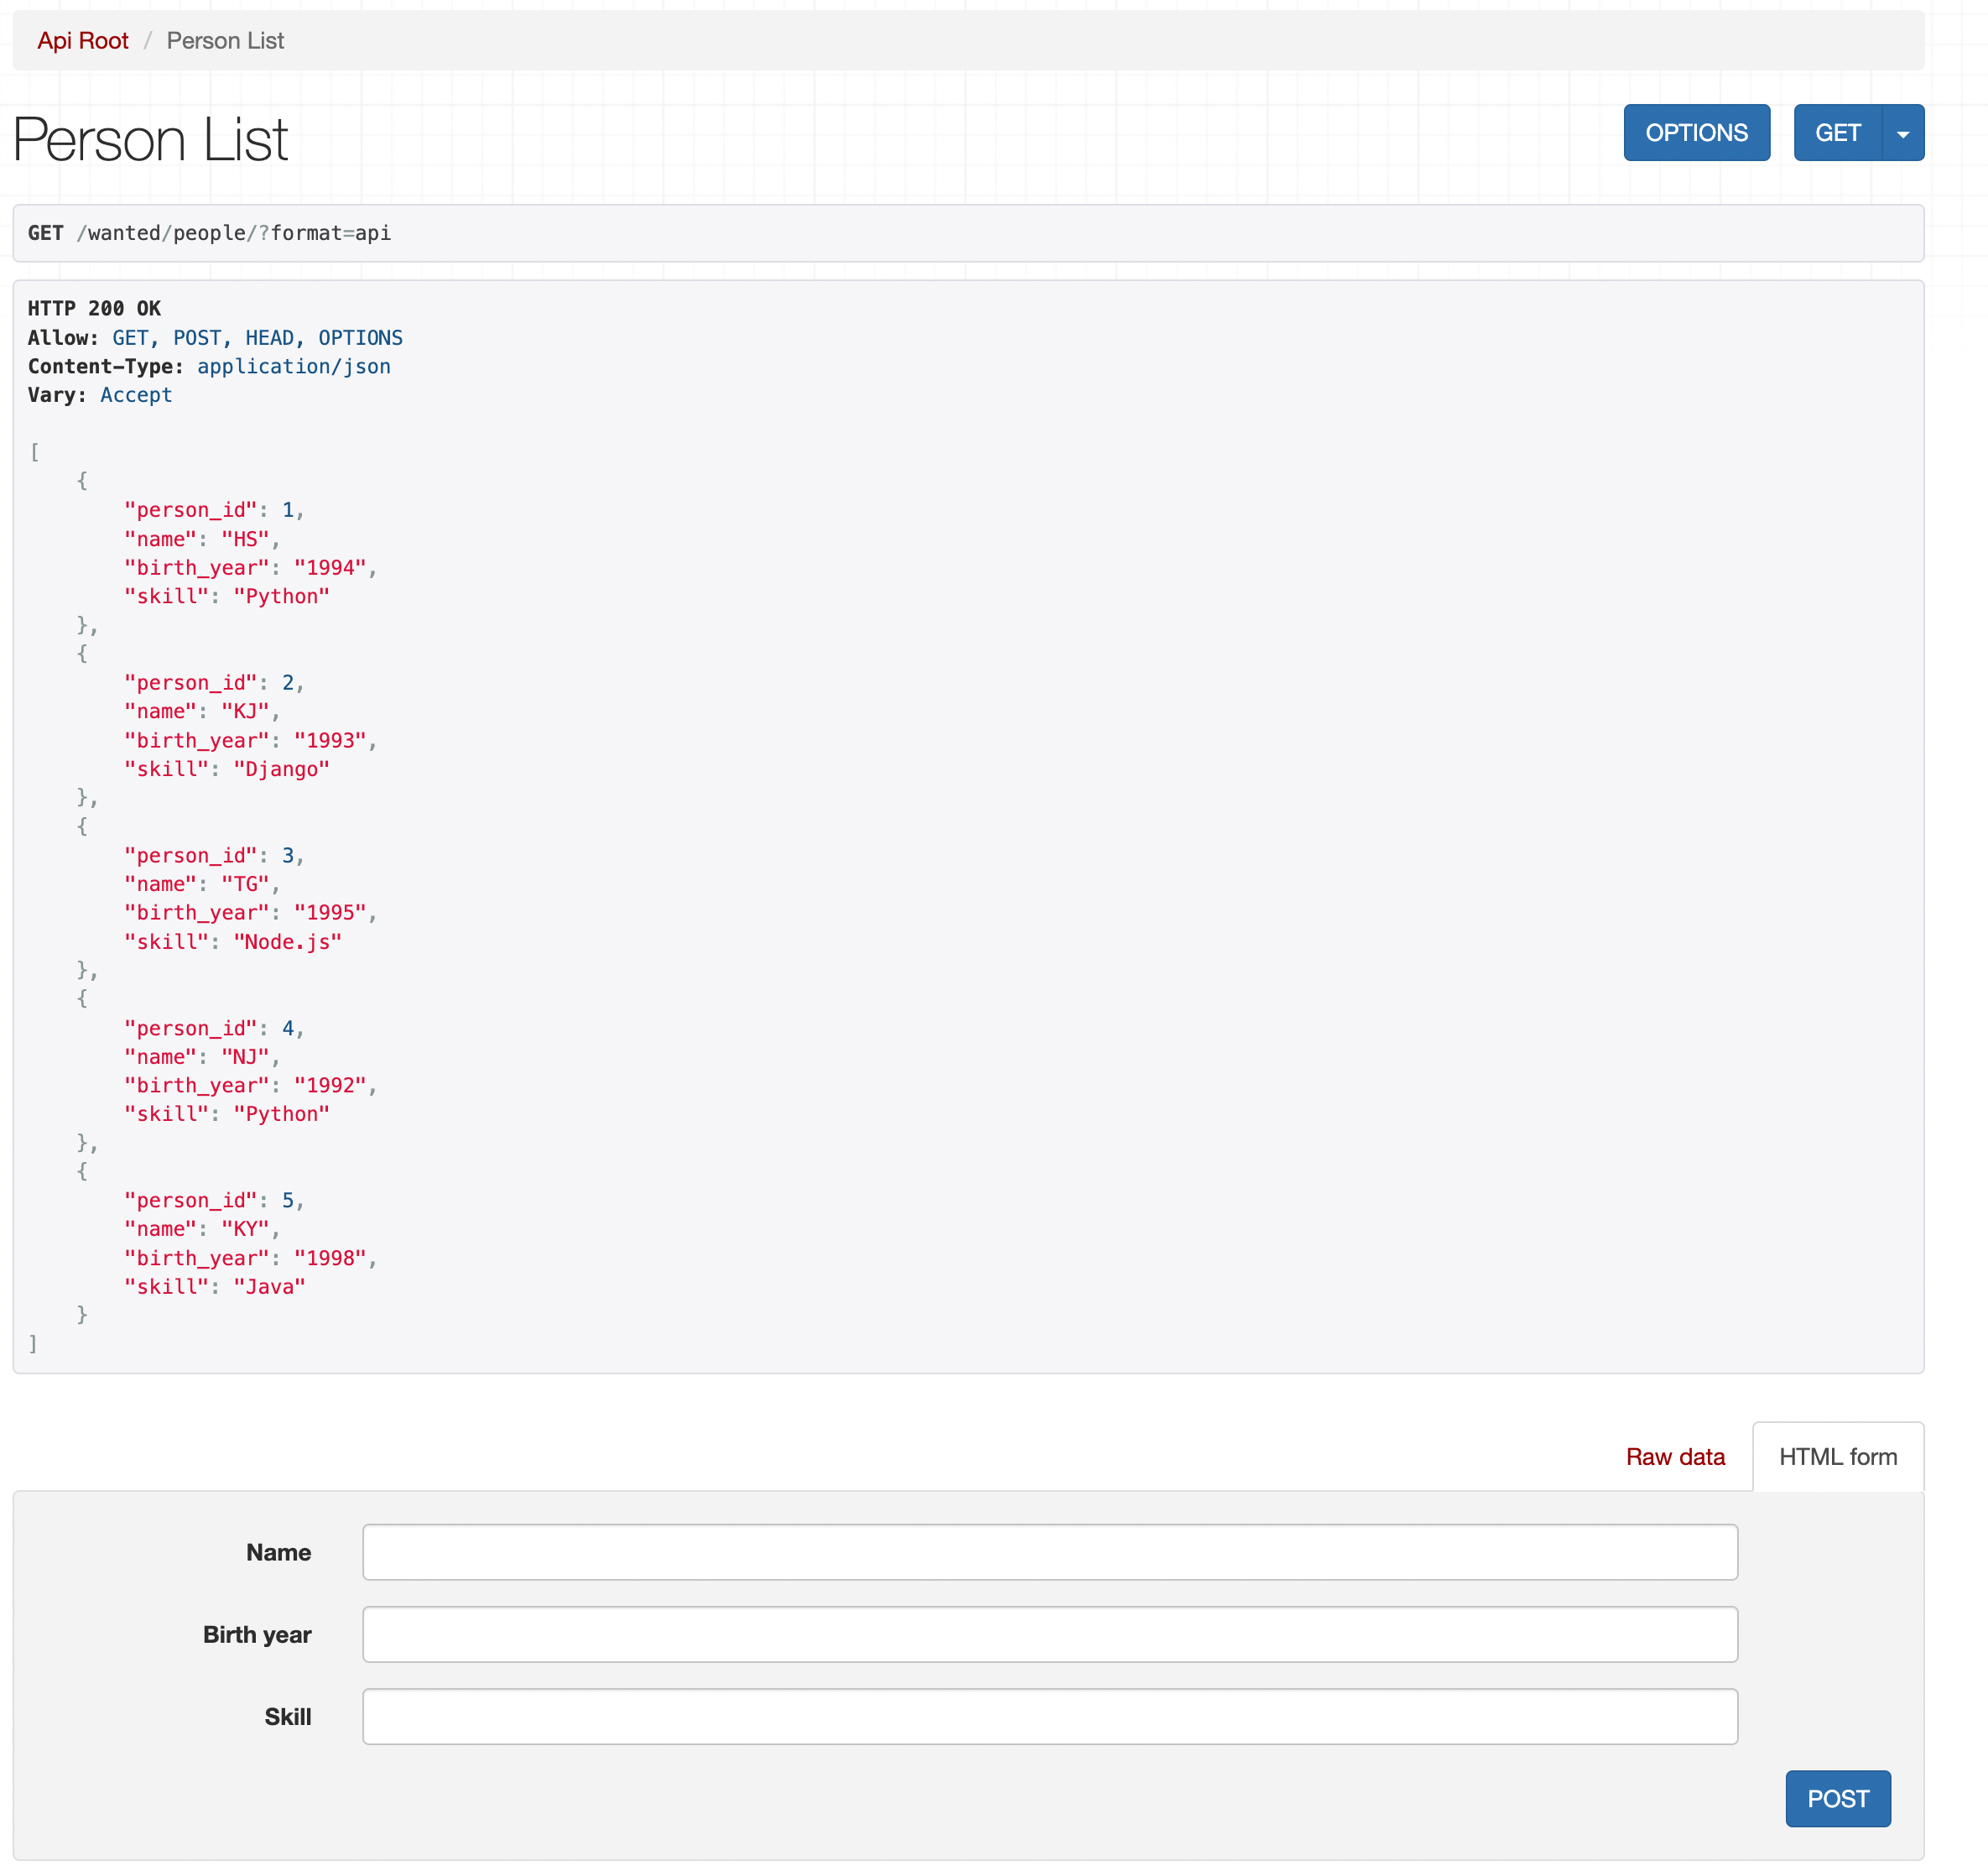 Api Root / Person List
Person List
OPTIONS GET
GET /wanted/people/?format=api
HTTP 200 OK
Allow: GET, POST, HEAD, OPTIONS
Content-Type: application/json
Vary: Accept
[
    {
        "person_id": 1,
        "name": "HS",
        "birth_year": "1994",
        "skill": "Python"
    },
    {
        "person_id": 2,
        "name": "KJ",
        "birth_year": "1993",
        "skill": "Django"
    },
    {
        "person_id": 3,
        "name": "TG",
        "birth_year": "1995",
        "skill": "Node.js"
    },
    {
        "person_id": 4,
        "name": "NJ",
        "birth_year": "1992",
        "skill": "Python"
    },
    {
        "person_id": 5,
        "name": "KY",
        "birth_year": "1998",
        "skill": "Java"
    }
]
Raw data HTML form
Name
Birth year
Skill
POST